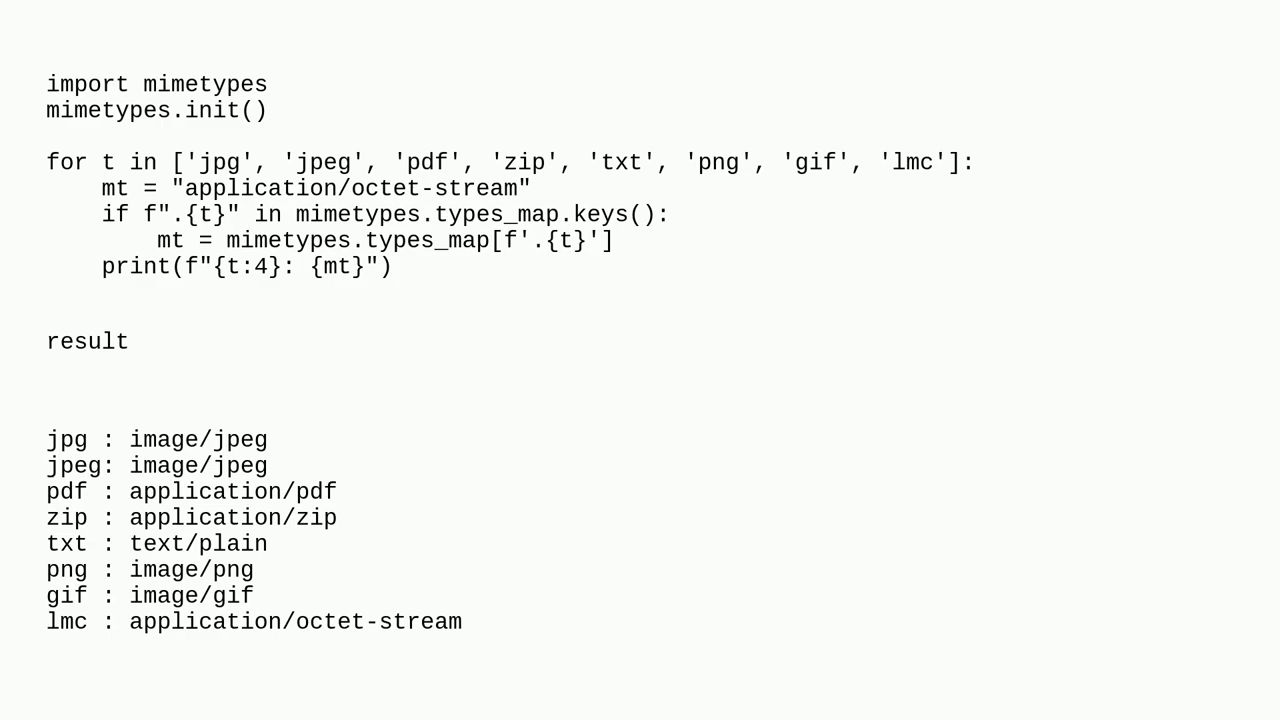 import mimetypes
mimetypes.init()
for t in ['jpg', 'jpeg', 'pdf', 'zip', 'txt', 'png', 'gif', 'lmc']:
    mt = "application/octet-stream"
    if f".{t}" in mimetypes.types_map.keys():
        mt = mimetypes.types_map[f'.{t}']
    print(f"{t:4}: {mt}")
result
jpg : image/jpeg
jpeg: image/jpeg
pdf : application/pdf
zip : application/zip
txt : text/plain
png : image/png
gif : image/gif
lmc : application/octet-stream